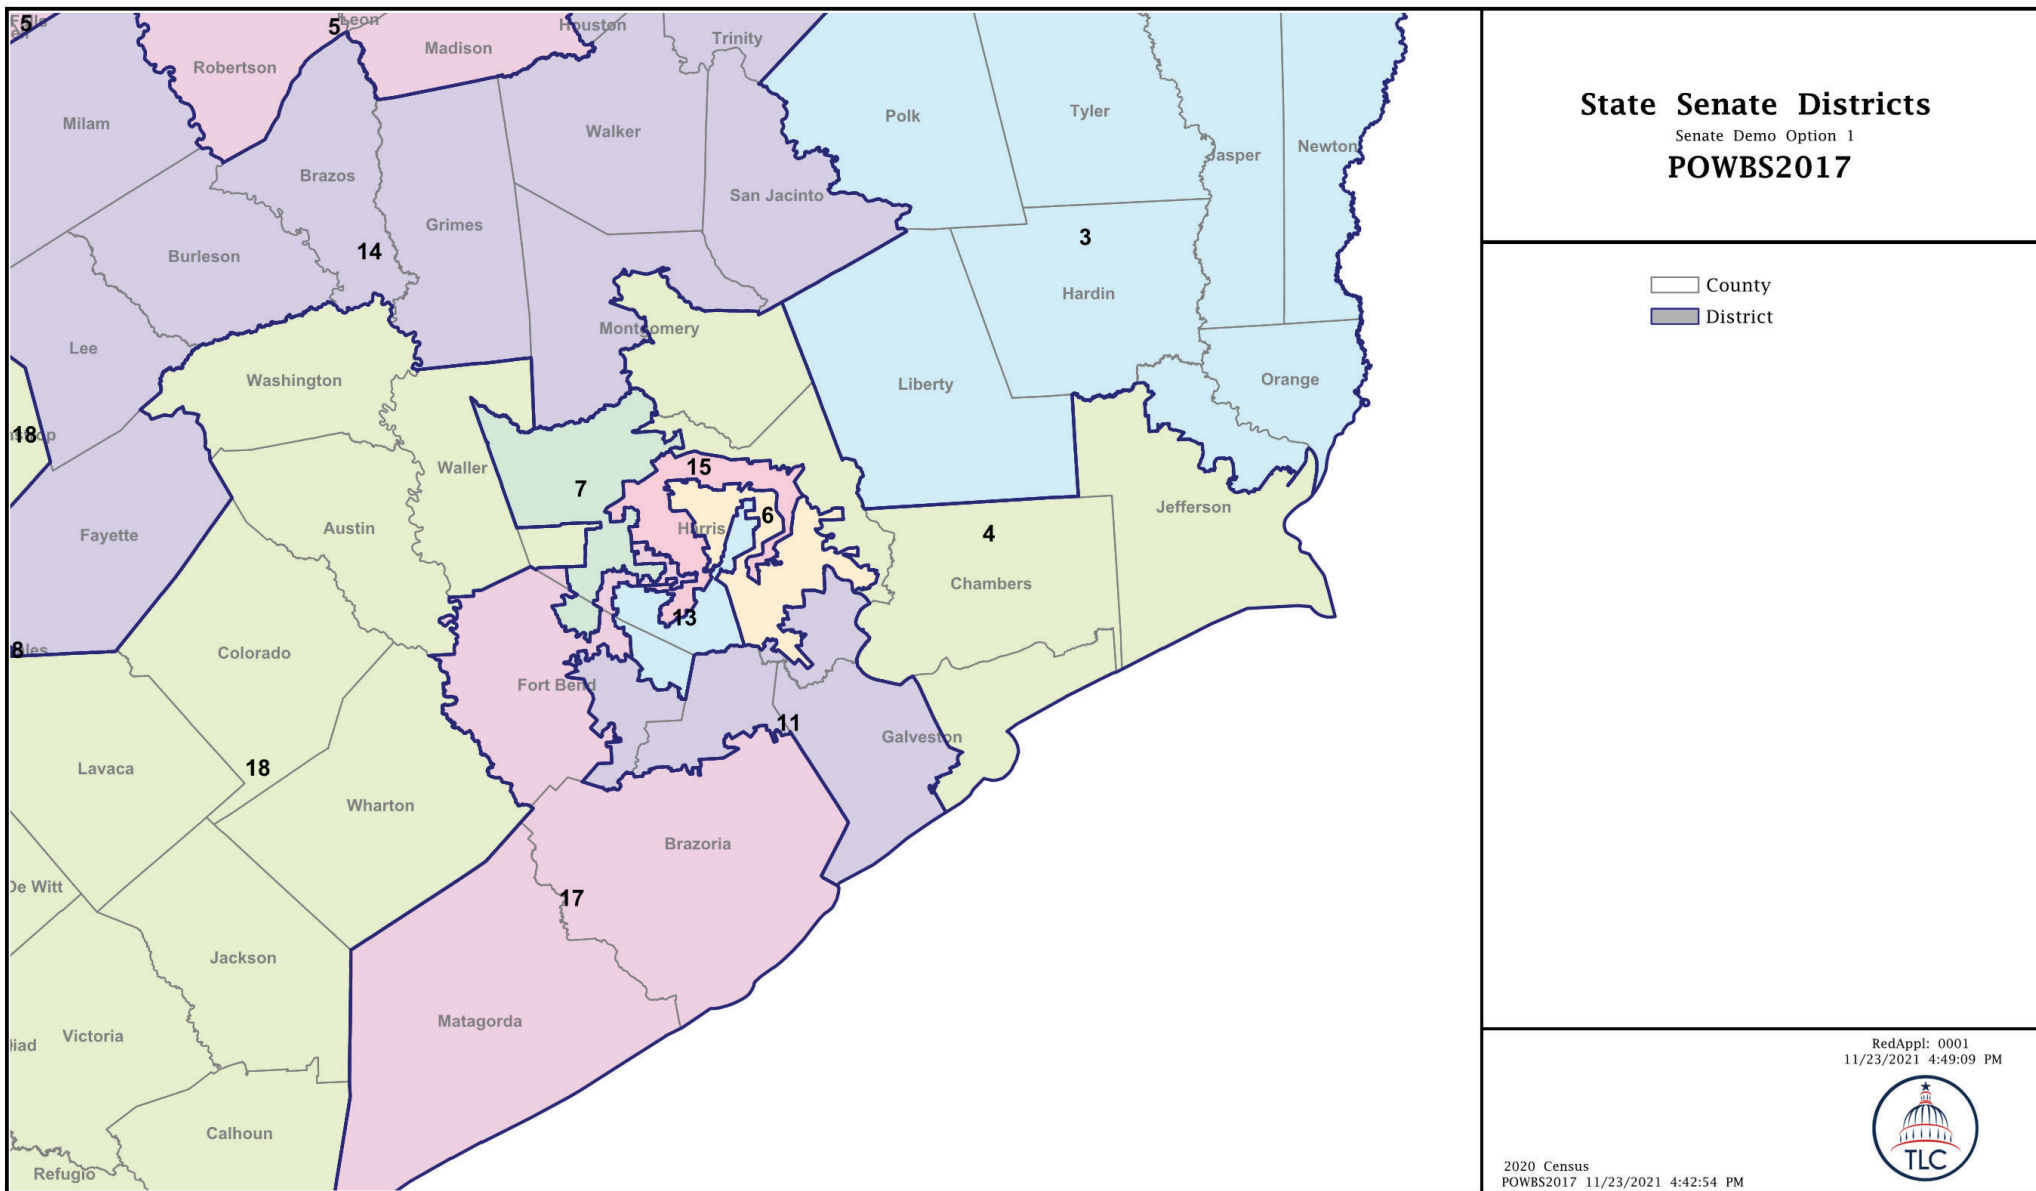 5
Falls
5
Leon
Houston
Trinity
Madison
Robertson
Milam
Walker
Polk
Tyler
Jasper
Newton
Brazos
San Jacinto
Grimes
Burleson
14
3
Hardin
Montgomery
Lee
Washington
Liberty
Orange
18
Waller
15
7
Jefferson
6
Harris
Austin
Fayette
4
Chambers
13
8
Colorado
Fort Bend
11
Galveston
18
Lavaca
Wharton
Brazoria
De Witt
17
Jackson
Matagorda
Victoria
Calhoun
Refugio
State Senate Districts
Senate Demo Option 1
POWBS2017
County
District
RedAppl: 0001
11/23/2021 4:49:09 PM
TLC
2020 Census
POWBS2017 11/23/2021 4:42:54 PM